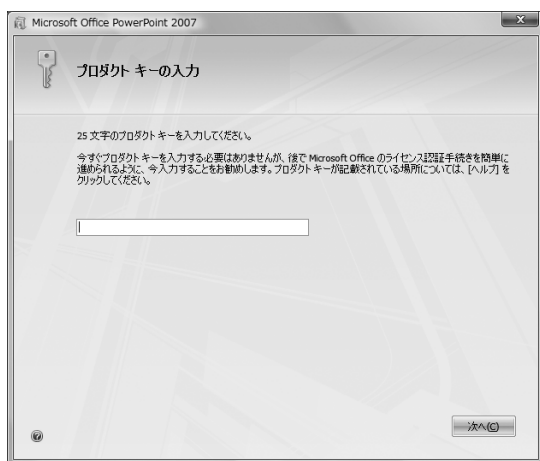 Microsoft Office PowerPoint 2007
プロダクト キーの入力
25 文字のプロダクト キーを入力してください。
今すぐプロダクト キーを入力する必要はありませんが、後で Microsoft Office のライセンス認証手続きを簡単に
進められるように、今入力することをお勧めします。プロダクト キーが記載されている場所については、[ヘルプ] を
クリックしてください。
次へ(C)